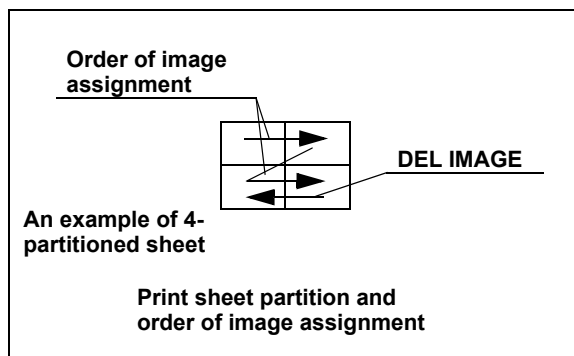 Order of image
assignment
DEL IMAGE
An example of 4-
partitioned sheet
Print sheet partition and
order of image assignment